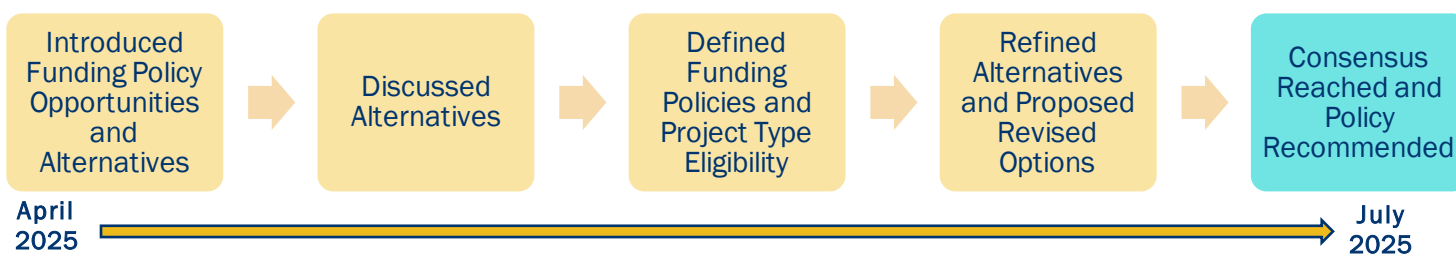 Introduced
Funding Policy
Opportunities
and
Alternatives
Discussed
Alternatives
Defined
Funding
Policies and
Project Type
Eligibility
Refined
Alternatives
and Proposed
Revised
Options
Consensus
Reached and
Policy
Recommended
April
2025
July
2025